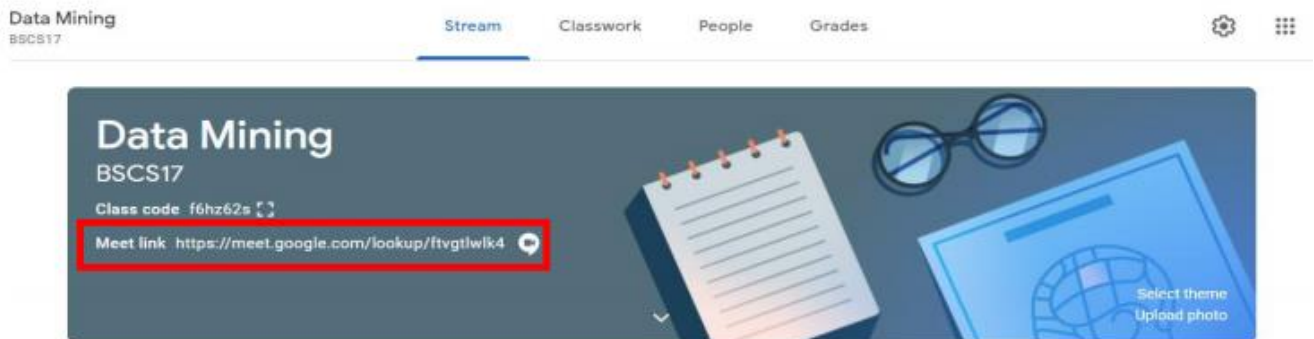 Data Mining
BSCS17
Stream Classwork People Grades
Data Mining
BSCS17
Class code f6hz62s
Meet link https://meet.google.com/lookup/ftvgtlwlk4
Select theme
Upload photo